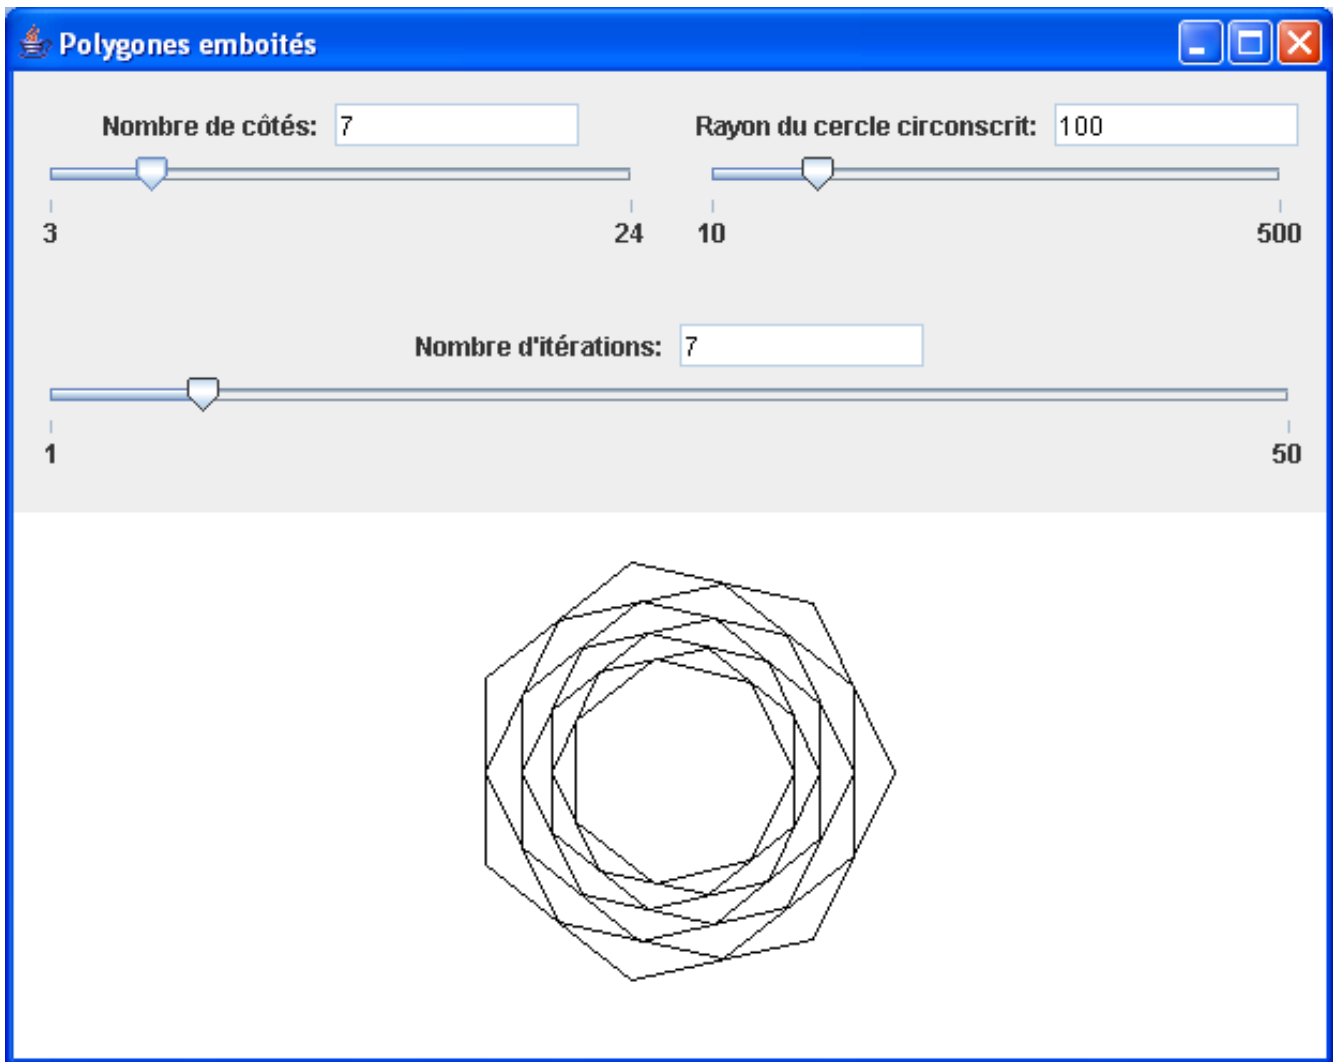 Polygones emboités
Nombre de côtés: 7
Rayon du cercle circonscrit: 100
3 24
10 500
Nombre d'itérations: 7
1 50